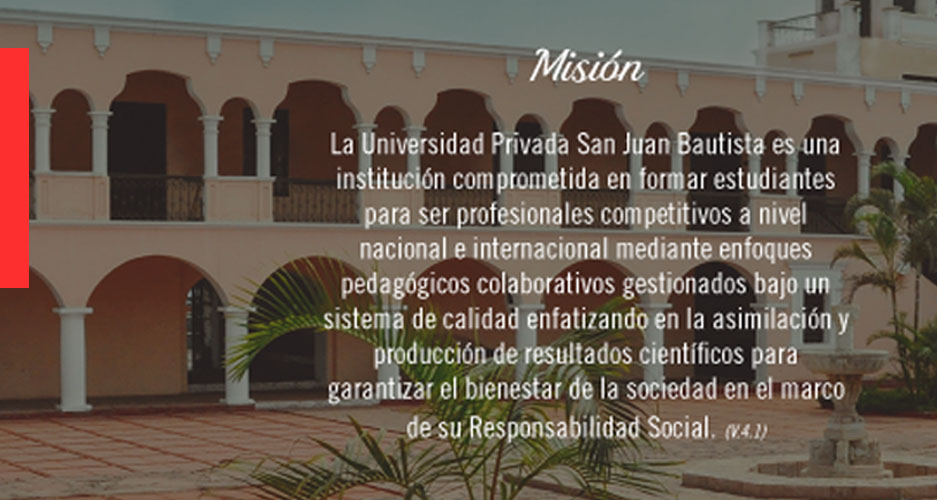 Misión
La Universidad Privada San Juan Bautista es una
institución comprometida en formar estudiantes
para ser profesionales competitivos a nivel
nacional e internacional mediante enfoques
pedagógicos colaborativos gestionados bajo un
sistema de calidad enfatizando en la asimilación y
producción de resultados científicos para
garantizar el bienestar de la sociedad en el marco
de su Responsabilidad Social. (V.4.1)